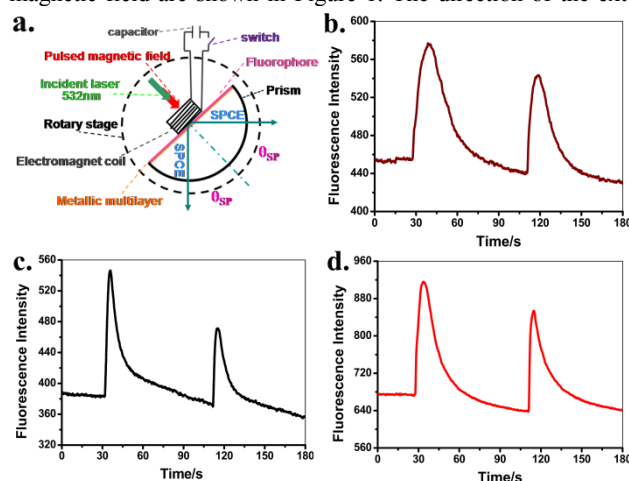 magnetic field are shown in Figure 1. The direction of the ext
a.
capacitor
switch
Pulsed magnetic field
Fluorophore
Incident laser
532nm
Prism
SPCE
Rotary stage
SPCE
θSP
Electromagnet coil
θSP
Metallic multilayer
b.
Fluorescence Intensity
600
560
520
480
440
400
0 30 60 90 120 150 180
Time/s
c.
Fluorescence Intensity
560
520
480
440
400
360
320
0 30 60 90 120 150 180
Time/s
d.
Fluorescence Intensity
960
880
800
720
640
560
0 30 60 90 120 150 180
Time/s